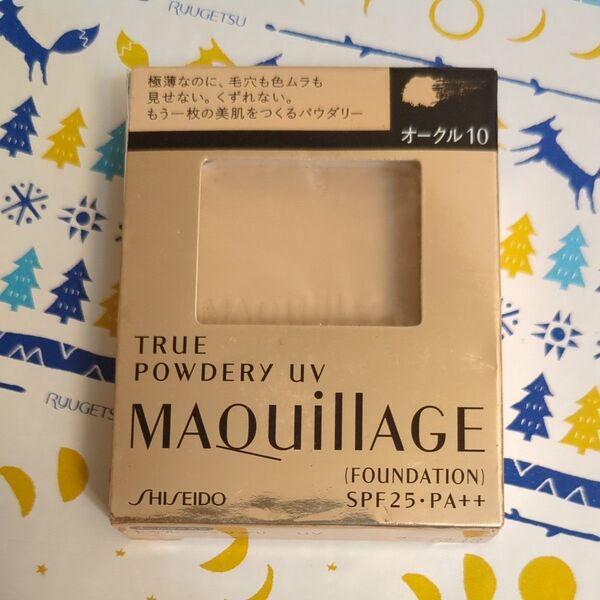 RUUGETSU
極薄なのに、毛穴も色ムラも
見せない。くずれない。
もう一枚の美肌をつくるパウダリー
オークル10
MAQuillAGE
TRUE
POWDERY UV
MAQuillAGE
(FOUNDATION)
SHISEIDO
SPF25・PA++
RUUGETSU
UV